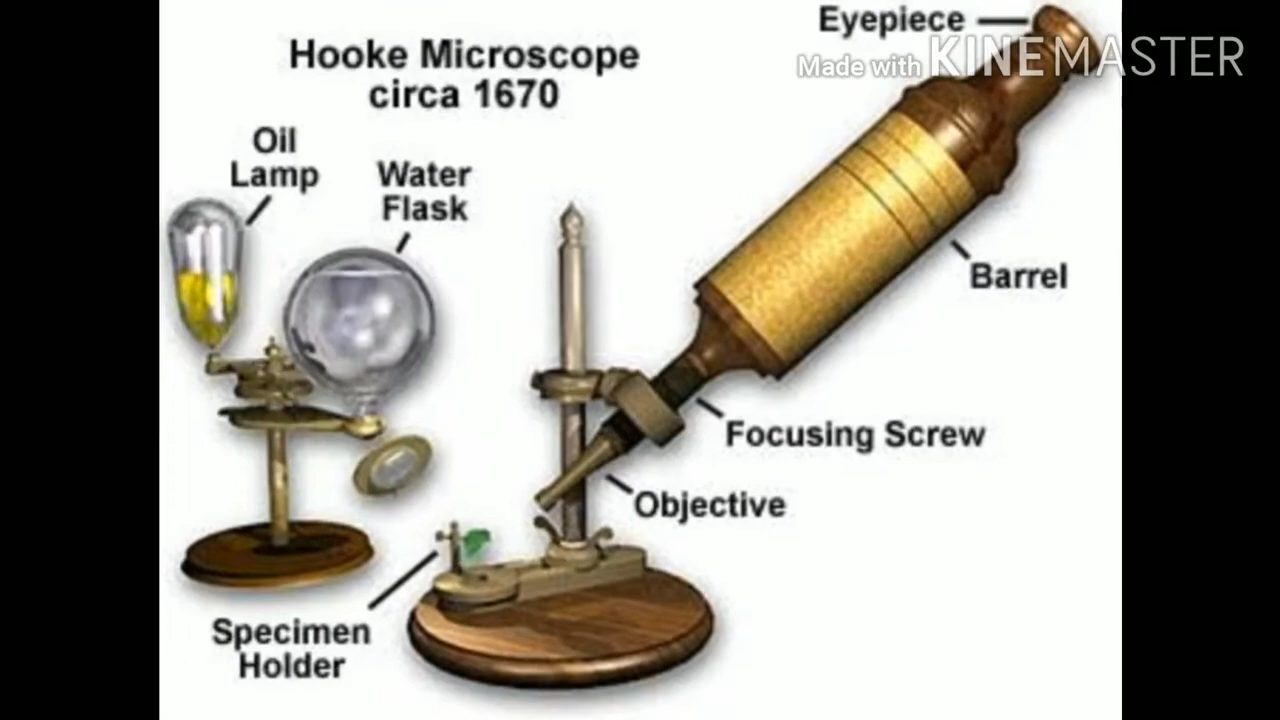 Eyepiece
Made with KINEMASTER
Hooke Microscope
circa 1670
Oil
Lamp
Water
Flask
Barrel
Focusing Screw
Objective
Specimen
Holder